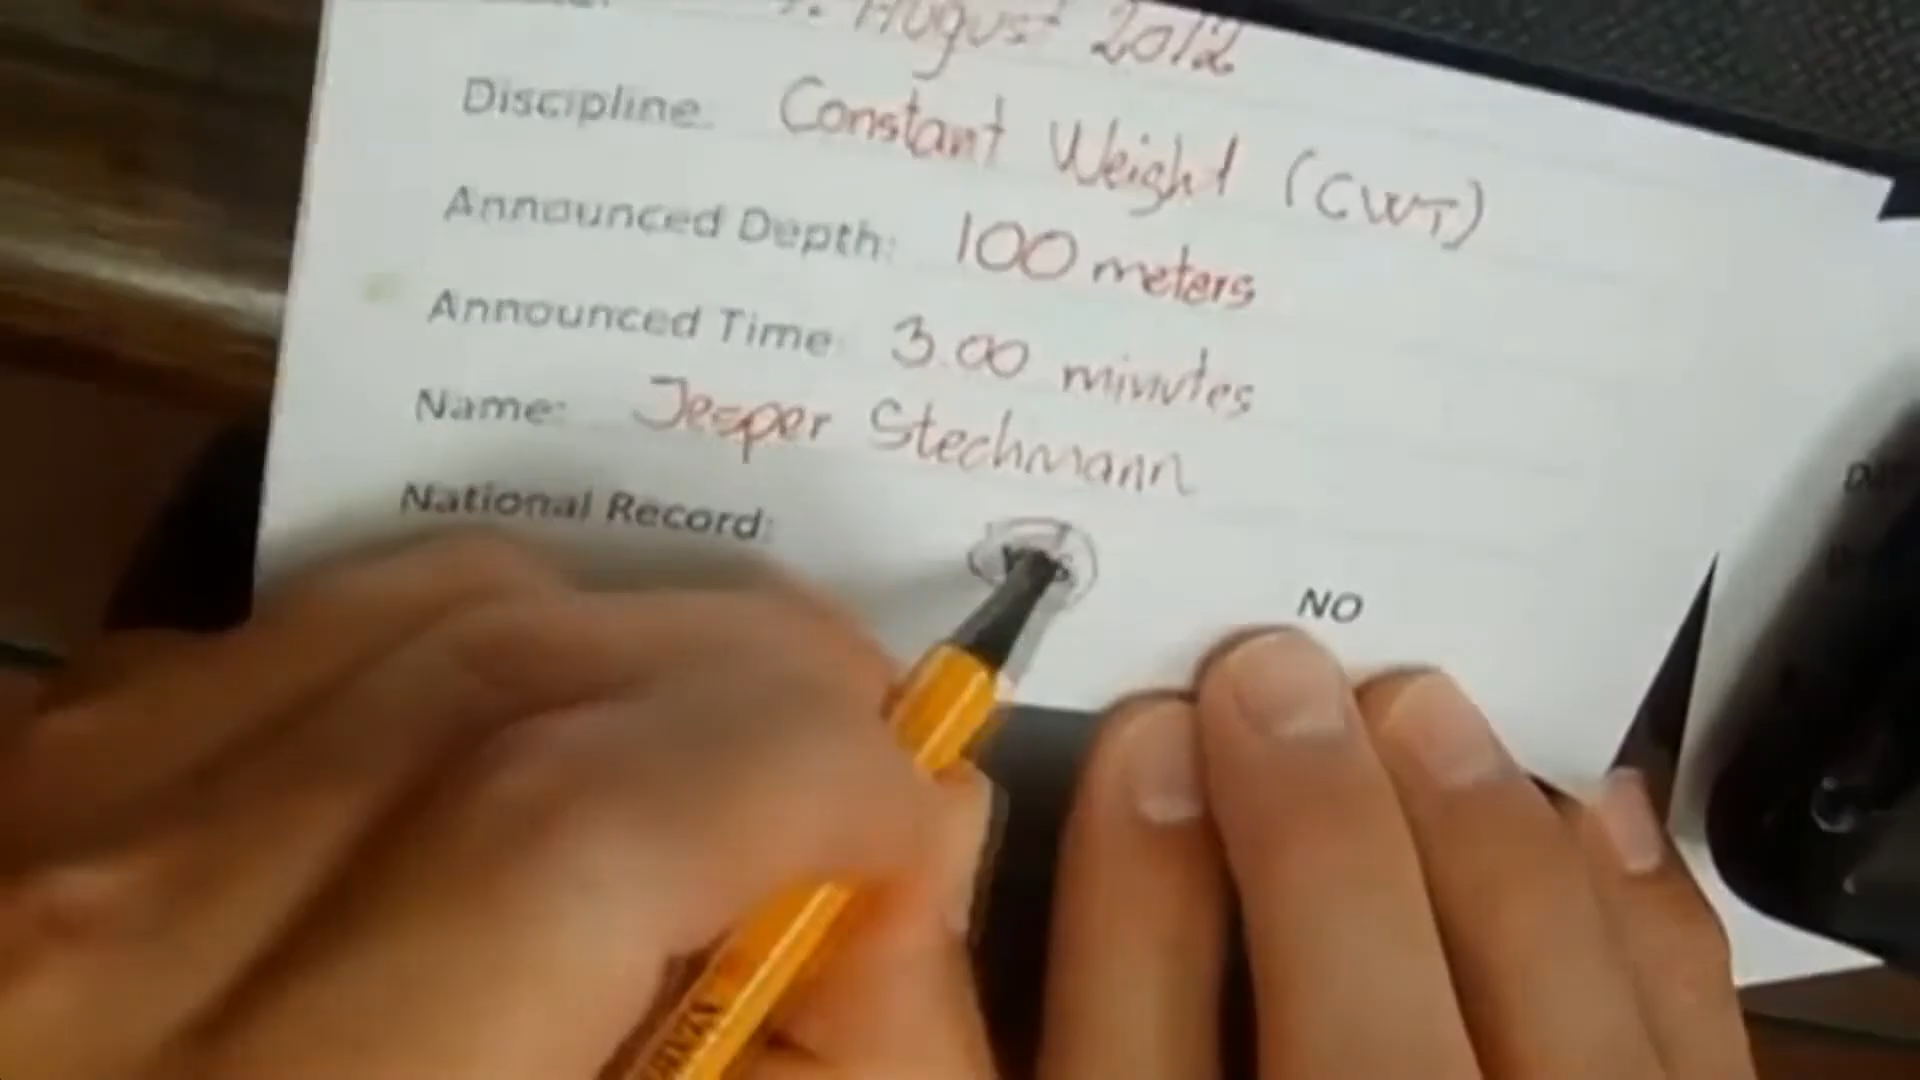 August 2012
Discipline: Constant Weight (CWT)
Announced Depth: 100 meters
Announced Time: 3.00 minutes
Name: Jesper Stechmann
National Record: YES NO